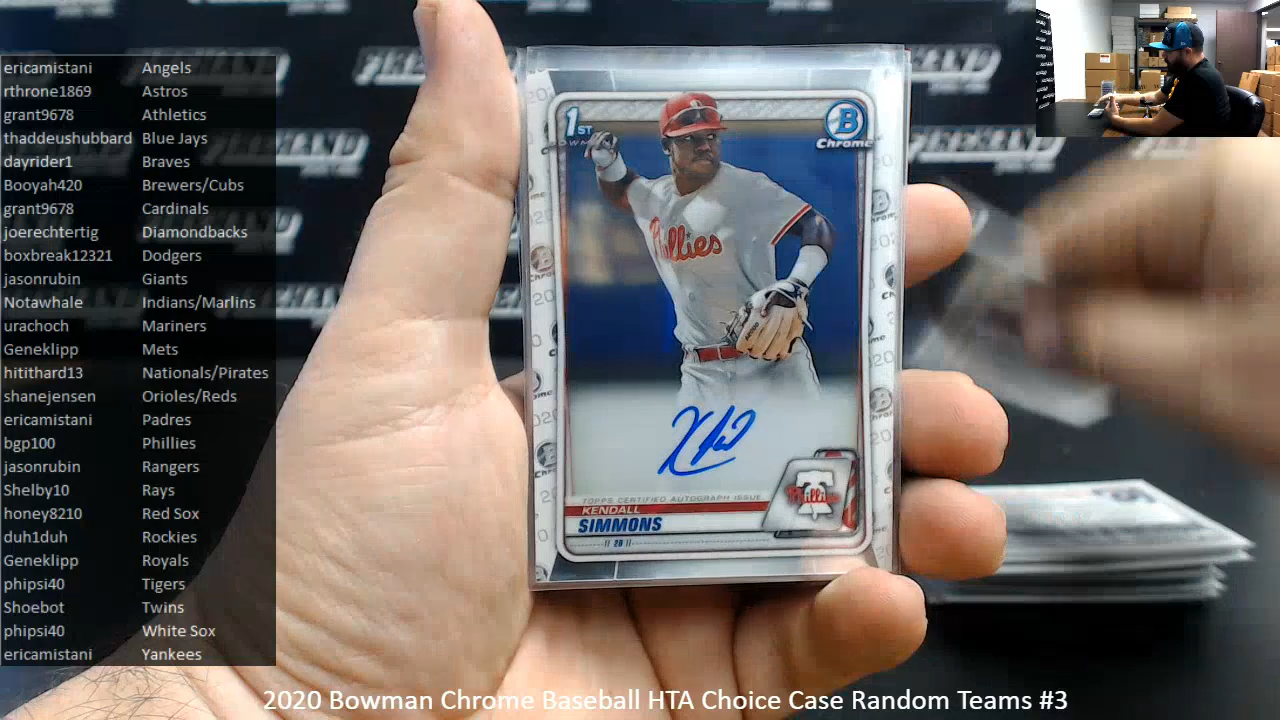 ericamistani Angels
rthrone1869 Astros
grant9678 Athletics
thaddeushubbard Blue Jays
dayrider1 Braves
Booyah420 Brewers/Cubs
grant9678 Cardinals
joerechtertig Diamondbacks
boxbreak12321 Dodgers
jasonrubin Giants
Notawhale Indians/Marlins
urachoch Mariners
Geneklipp Mets
hitithard13 Nationals/Pirates
shanejensen Orioles/Reds
ericamistani Padres
bgp100 Phillies
jasonrubin Rangers
Shelby10 Rays
honey8210 Red Sox
duh1duh Rockies
Geneklipp Royals
phipsi40 Tigers
Shoebot Twins
phipsi40 White Sox
ericamistani Yankees
1ST
B
Chrome
Phillies
TOPPS CERTIFIED AUTOGRAPH ISSUE
KENDALL
SIMMONS
Phillies
2B
2020 Bowman Chrome Baseball HTA Choice Case Random Teams #3